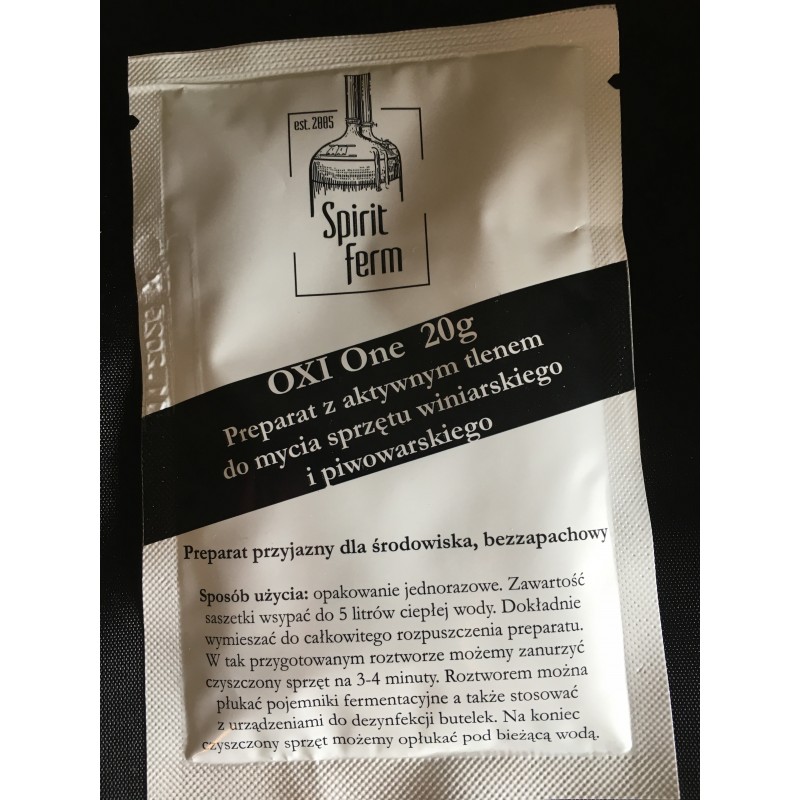 est. 2005
Spirit
ferm
OXI One 20g
Preparat z aktywnym tlenem
do mycia sprzętu winiarskiego
i piwowarskiego
Preparat przyjazny dla środowiska, bezzapachowy
Sposób użycia: opakowanie jednorazowe. Zawartość
saszetki wsypać do 5 litrów ciepłej wody. Dokładnie
wymieszać do całkowitego rozpuszczenia preparatu.
W tak przygotowanym roztworze możemy zanurzyć
czyszczony sprzęt na 3-4 minuty. Roztworem można
płukać pojemniki fermentacyjne a także stosować
z urządzeniami do dezynfekcji butelek. Na koniec
czyszczony sprzęt możemy opłukać pod bieżącą wodą.